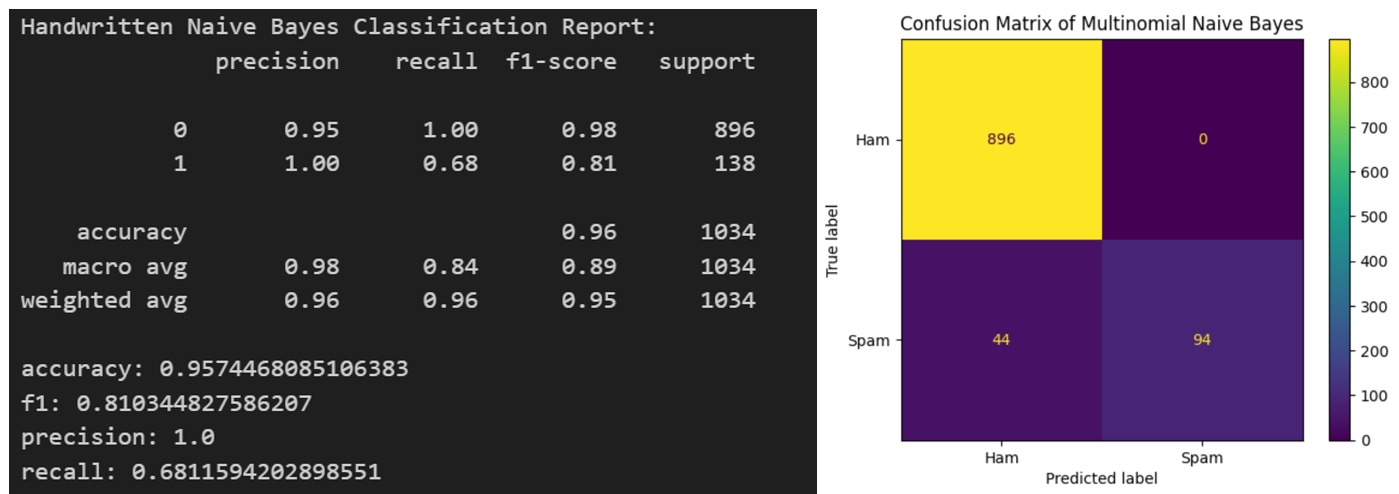 Handwritten Naive Bayes Classification Report:
precision recall f1-score support
0 0.95 1.00 0.98 896
1 1.00 0.68 0.81 138
accuracy 0.96 1034
macro avg 0.98 0.84 0.89 1034
weighted avg 0.96 0.96 0.95 1034
accuracy: 0.9574468085106383
f1: 0.810344827586207
precision: 1.0
recall: 0.6811594202898551
Confusion Matrix of Multinomial Naive Bayes
True label
Ham 896 0
Spam 44 94
Ham Spam
Predicted label
800
700
600
500
400
300
200
100
0